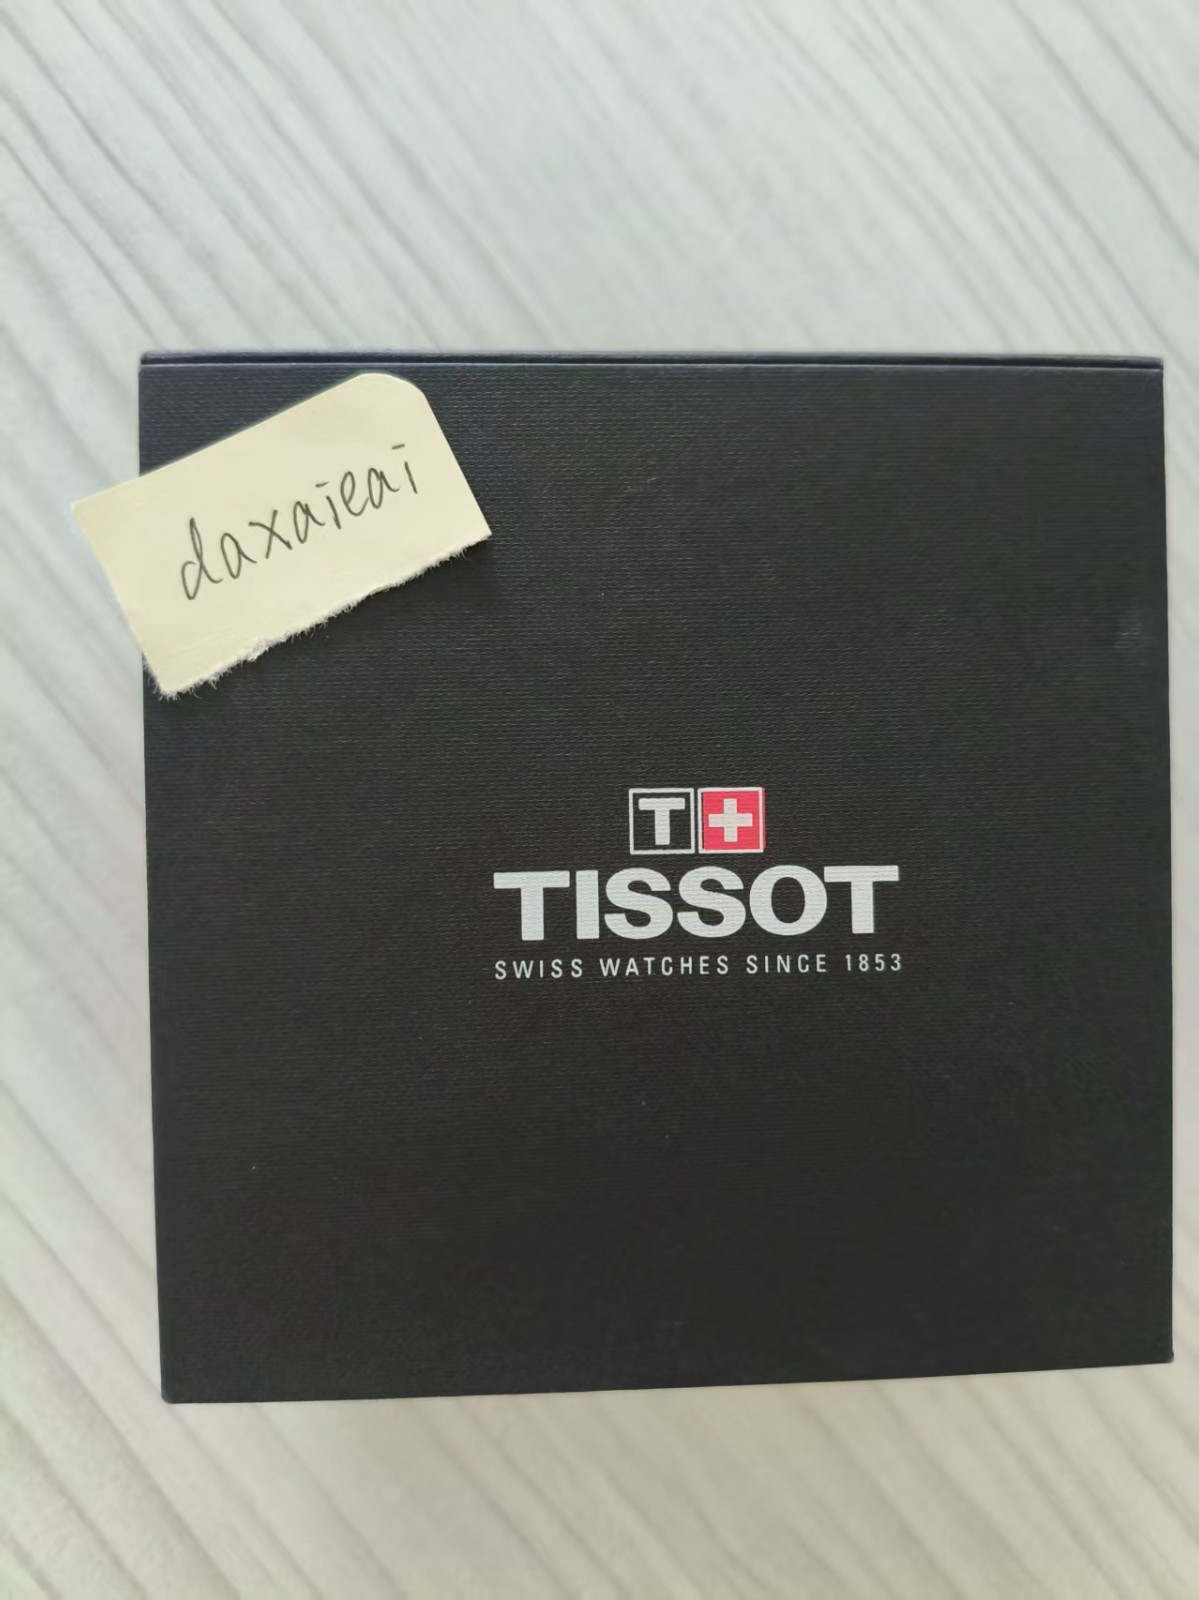 daxaieai
T+
TISSOT
SWISS WATCHES SINCE 1853